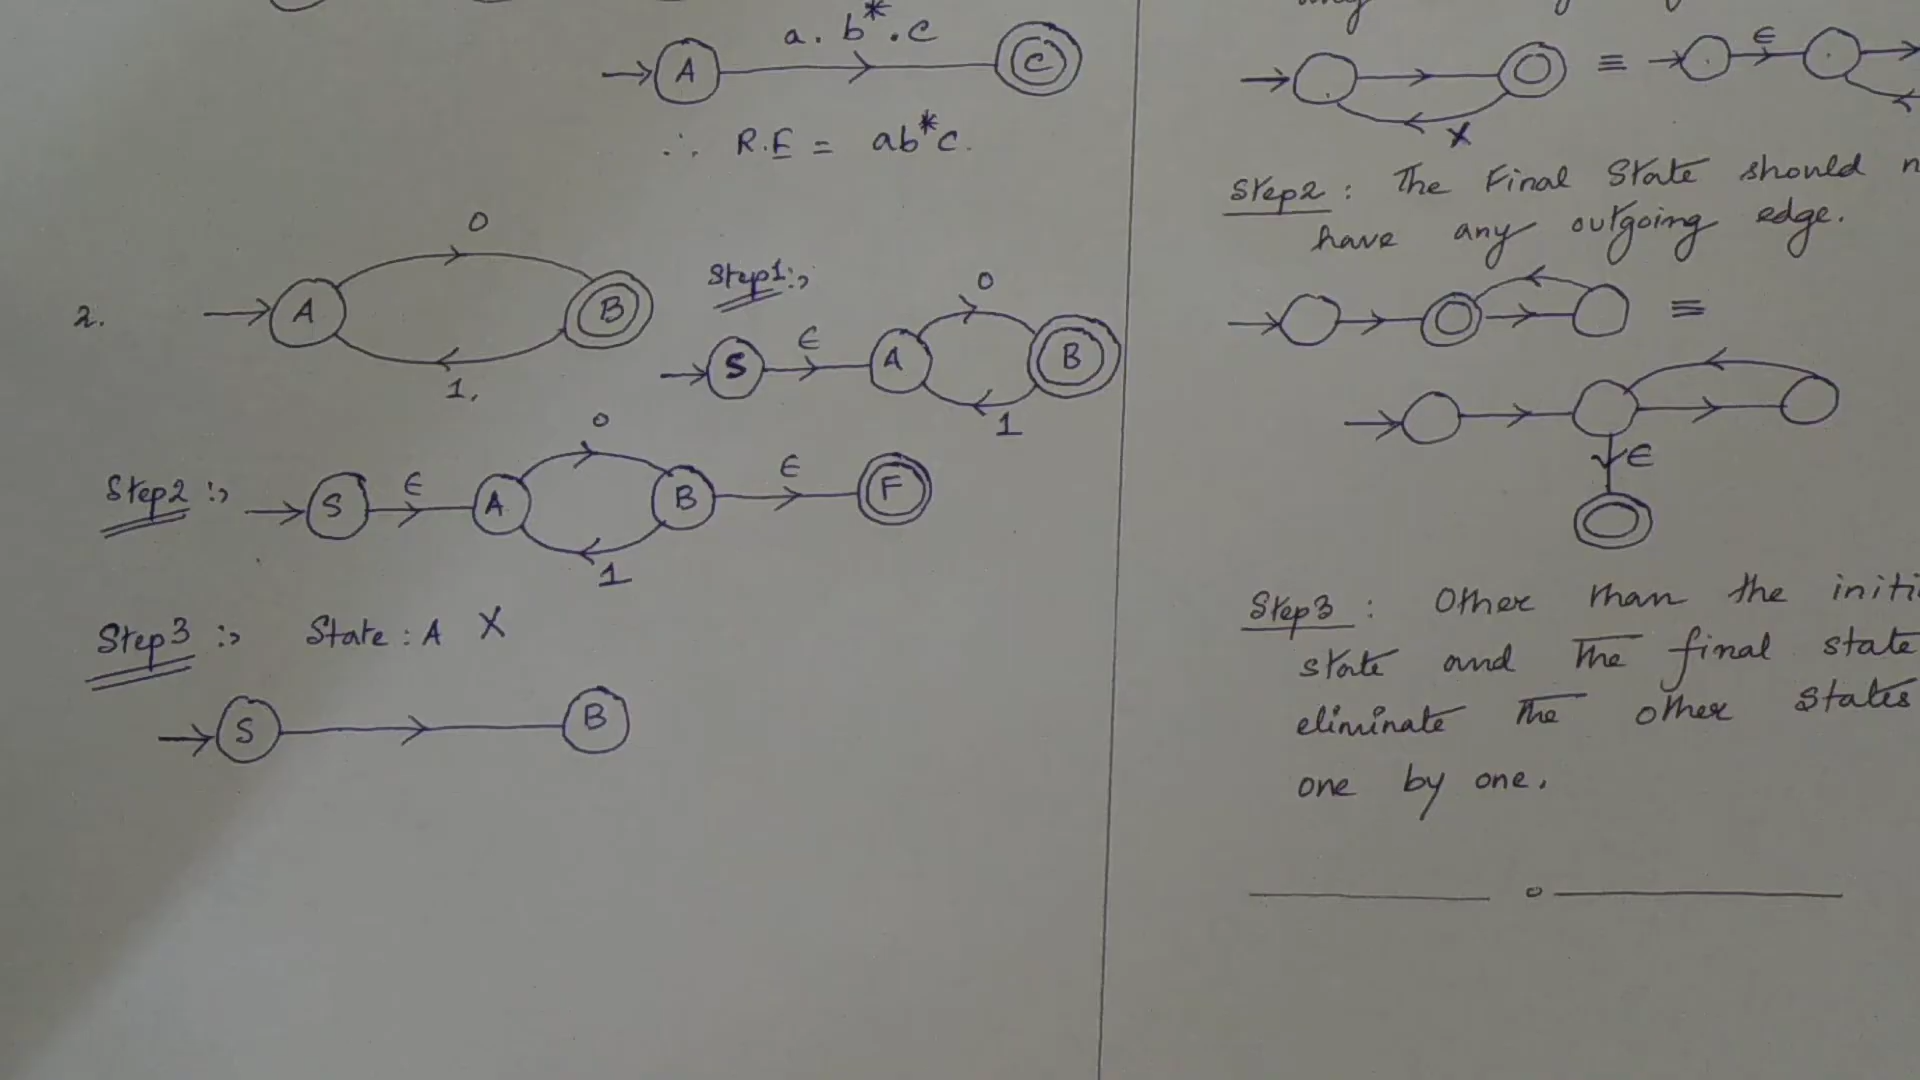 a. b*. c
A
C
∴ R.E = ab*c.
2.
0
A
B
1.
Step1:→
0
S
ϵ
A
B
1
Step2 :→
S
ϵ
A
0
B
ϵ
F
1
Step3 :→ State : A X
S
B
any
≡
ϵ
X
Step2 : The Final State should
have any outgoing edge.
≡
ϵ
Step3 : Other than the
state and the final state
eliminate the other states
one by one.